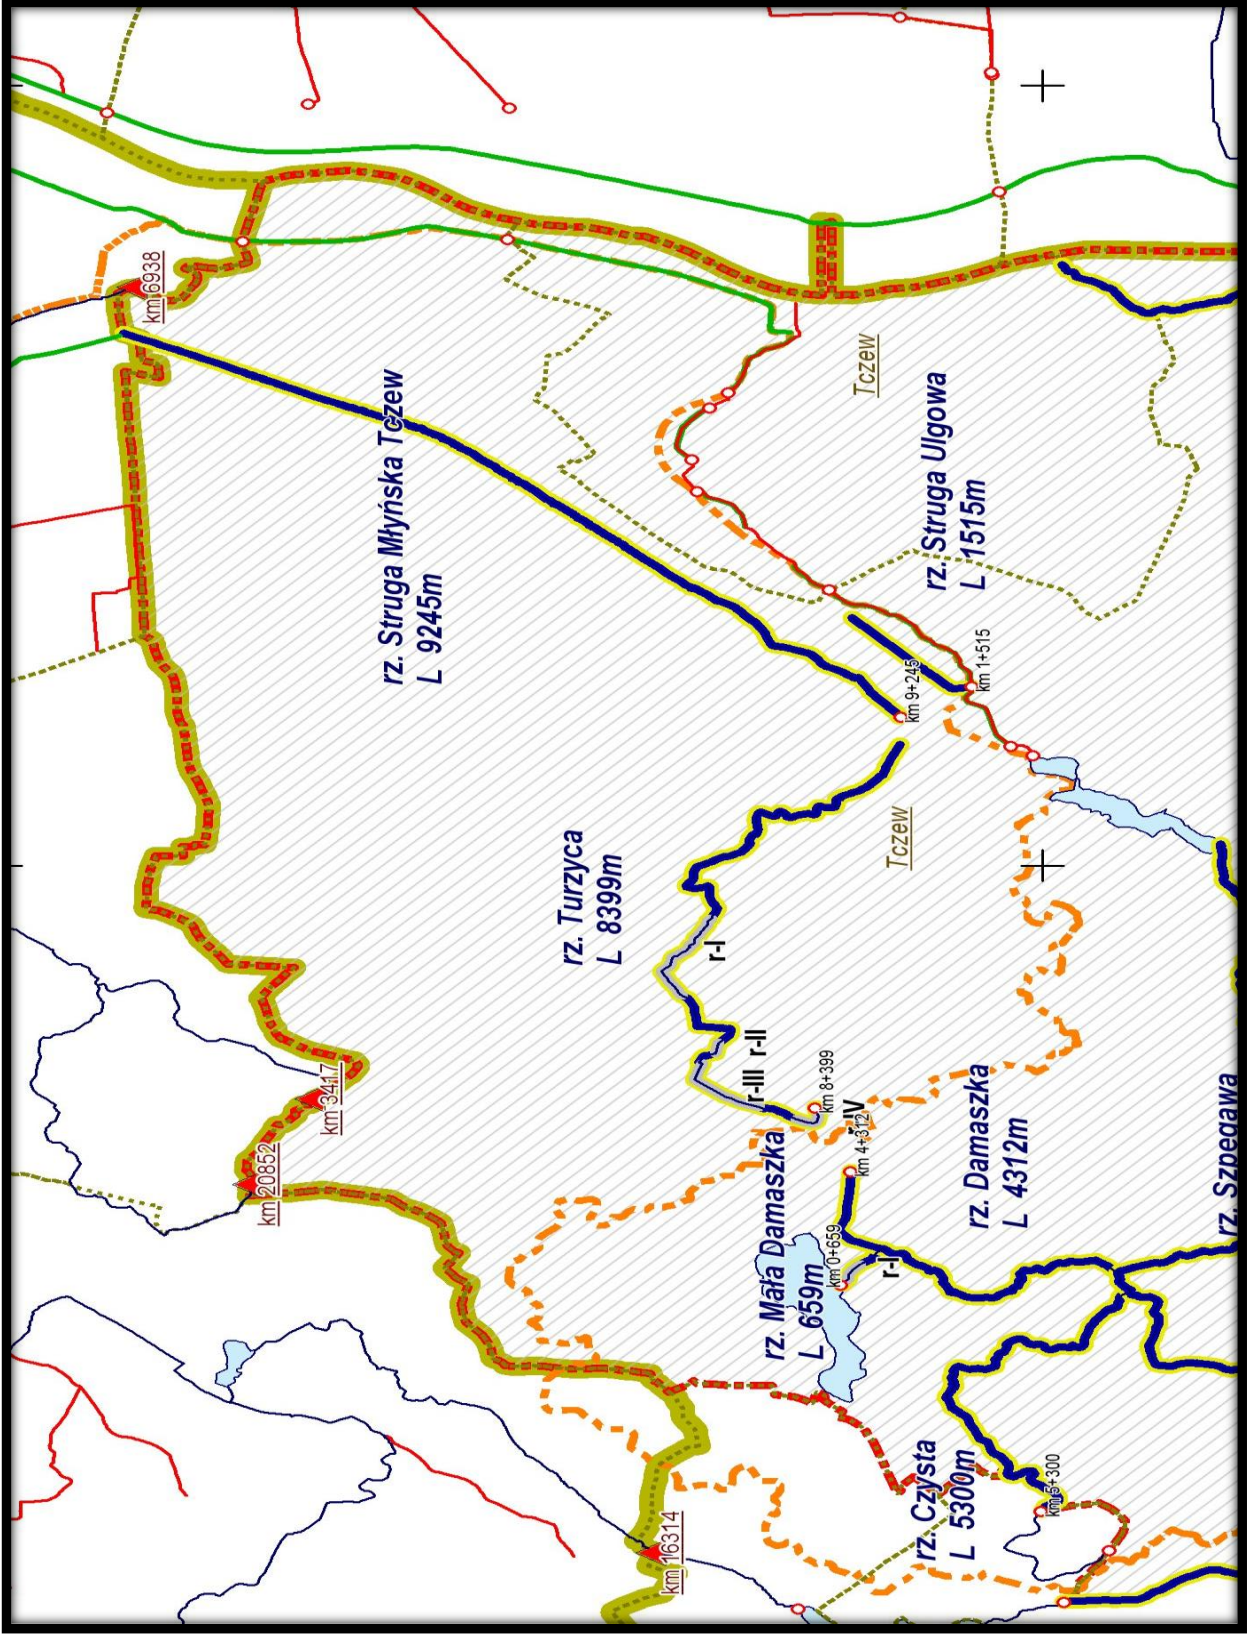 km 6938
rz. Struga Młyńska Tczew
L 9245m
Tczew
rz. Struga Ulgowa
L 1515m
km 1+515
km 9+245
rz. Turzyca
L 8399m
Tczew
r-I
r-II
r-III
km 8+399
r-IV
km 4+312
km 3417
km 20852
rz. Mała Damaszka
L 659m
km 0+659
r-I
rz. Damaszka
L 4312m
rz. Szpęgawa
rz. Czysta
L 5300m
km 5+300
km 16314